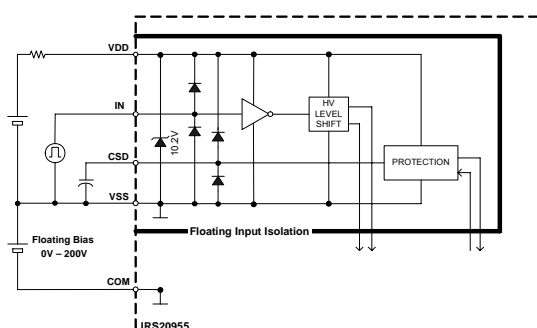 VDD
IN
10.2V
HV
LEVEL
SHIFT
CSD
PROTECTION
VSS
Floating Input Isolation
Floating Bias
0V – 200V
COM
IRS20955